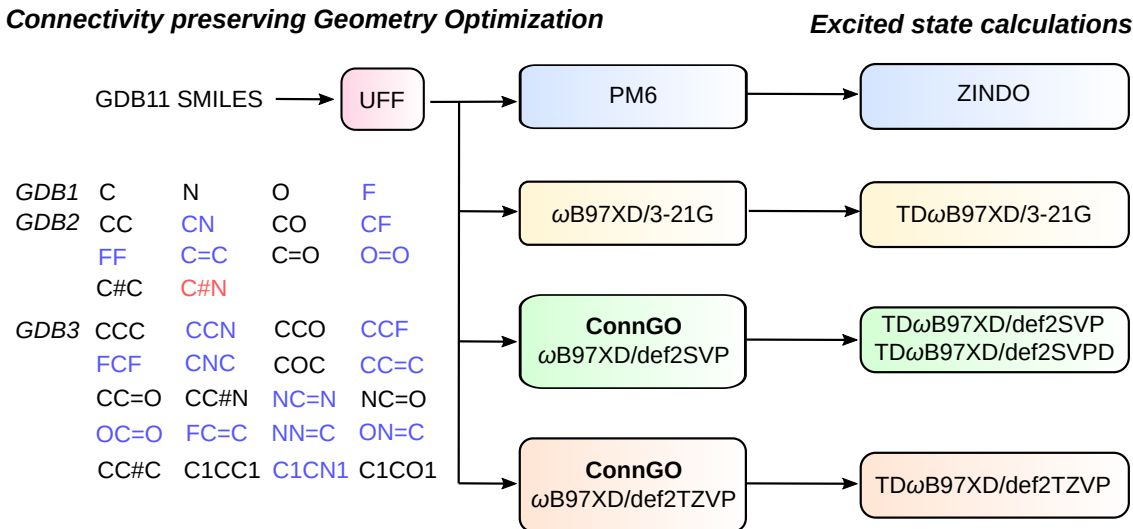 Connectivity preserving Geometry Optimization
Excited state calculations
GDB11 SMILES
UFF
PM6
ZINDO
GDB1 C N O F
GDB2 CC CN CO CF
FF C=C C=O O=O
C#C C#N
GDB3 CCC CCN CCO CCF
FCF CNC COC CC=C
CC=O CC#N NC=N NC=O
OC=O FC=C NN=C ON=C
CC#C C1CC1 C1CN1 C1CO1
ωB97XD/3-21G
TDωB97XD/3-21G
ConnGO
ωB97XD/def2SVP
TDωB97XD/def2SVP
TDωB97XD/def2SVPD
ConnGO
ωB97XD/def2TZVP
TDωB97XD/def2TZVP